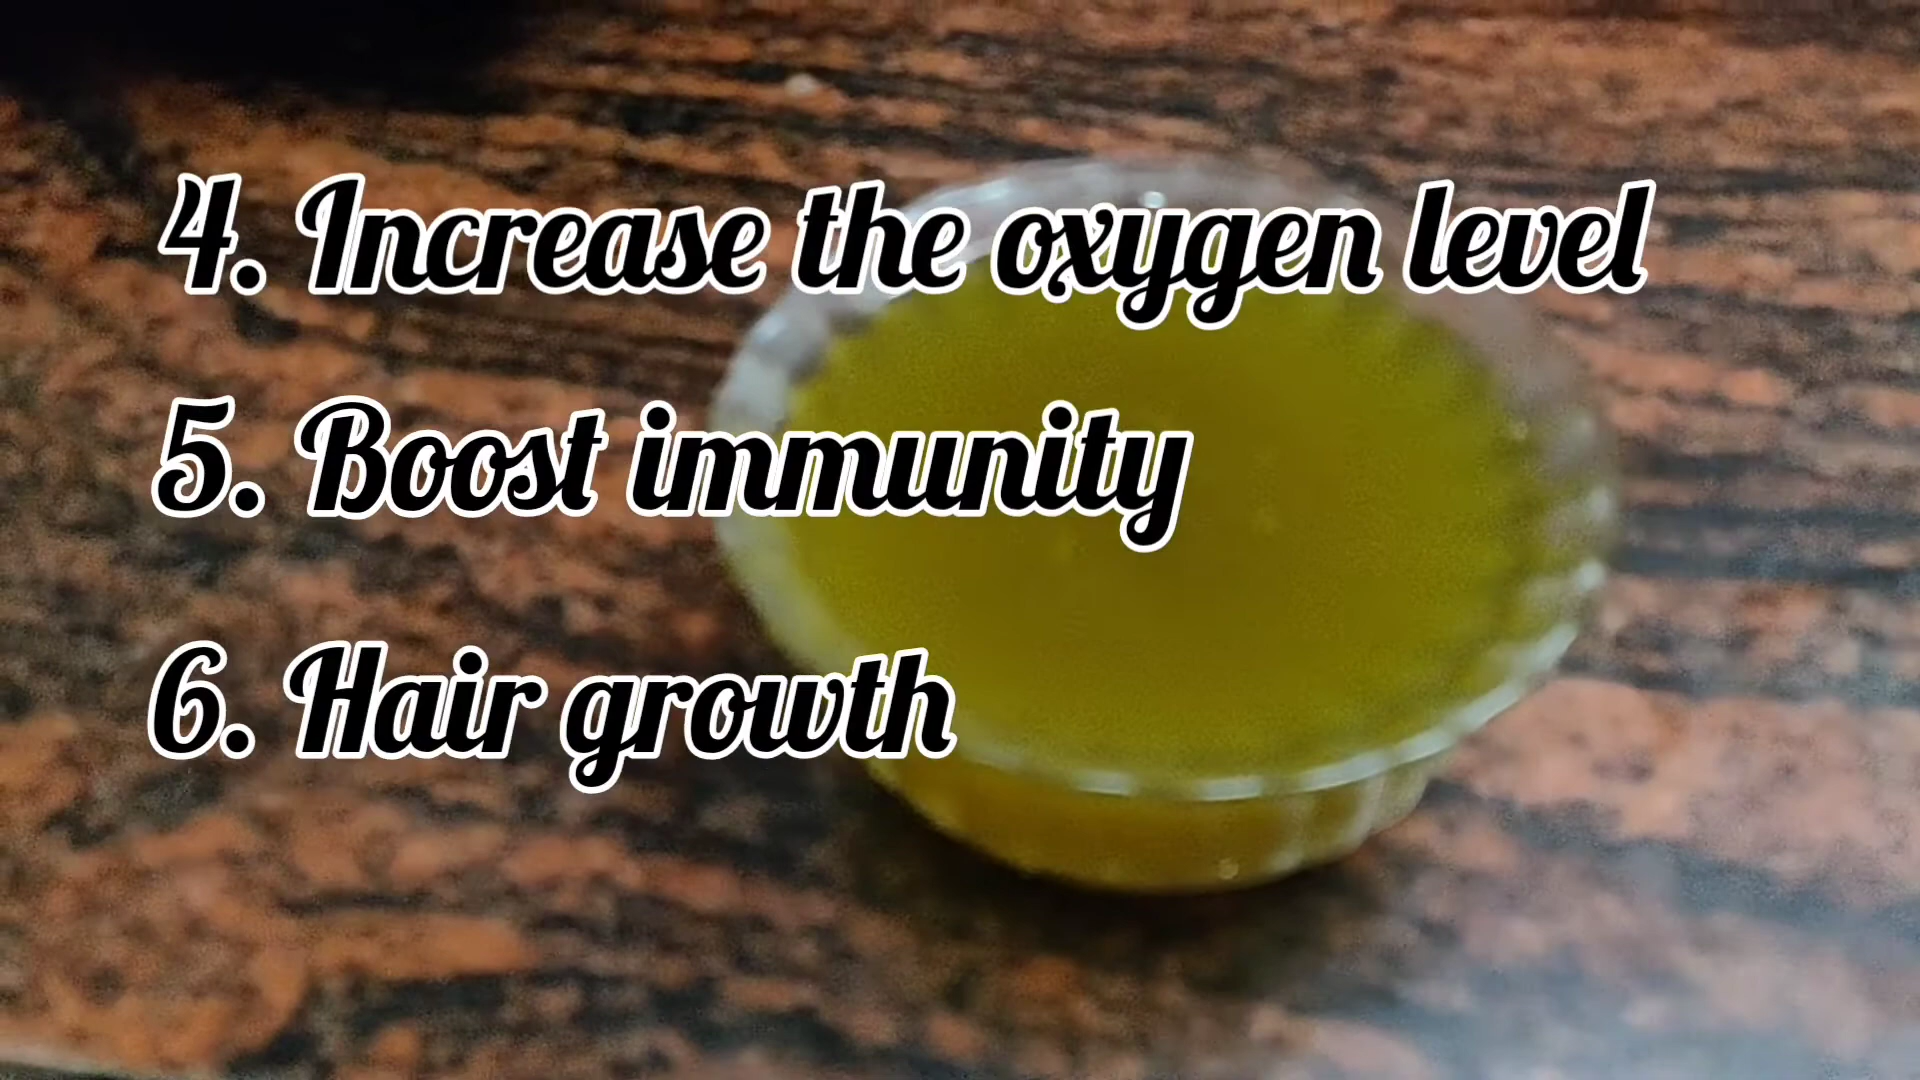 4. Increase the oxygen level
5. Boost immunity
6. Hair growth